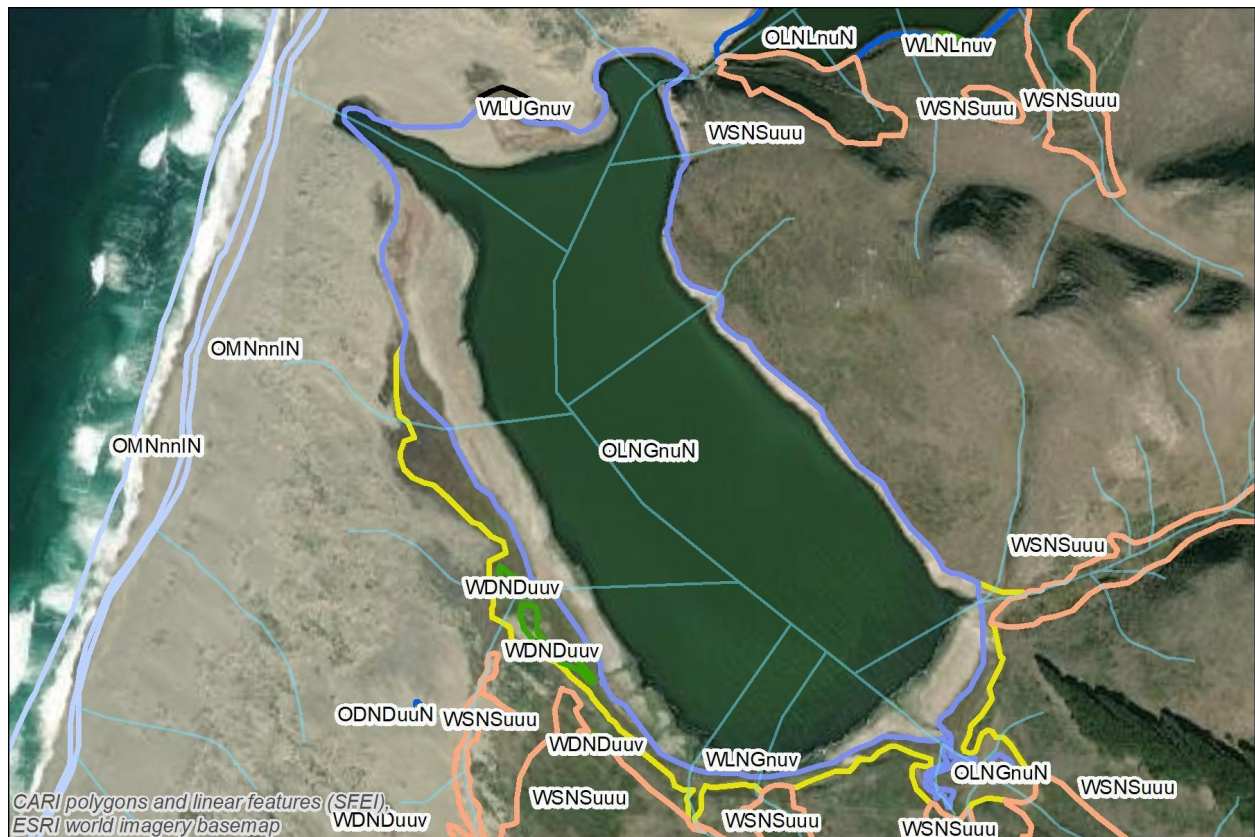 OLNLnuN
WLNLnuv
WLUGnuv
WSNSuuu
WSNSuuu
WSNSuuu
OMNnnIN
OMNnnIN
OLNGnuN
WSNSuuu
WDNDuuv
WDNDuuv
ODNDuuN
WSNSuuu
WDNDuuv
WLNGnuv
OLNGnuN
WSNSuuu
WSNSuuu
WSNSuuu
WSNSuuu
WDNDuuv
CARI polygons and linear features (SFEI),
ESRI world imagery basemap